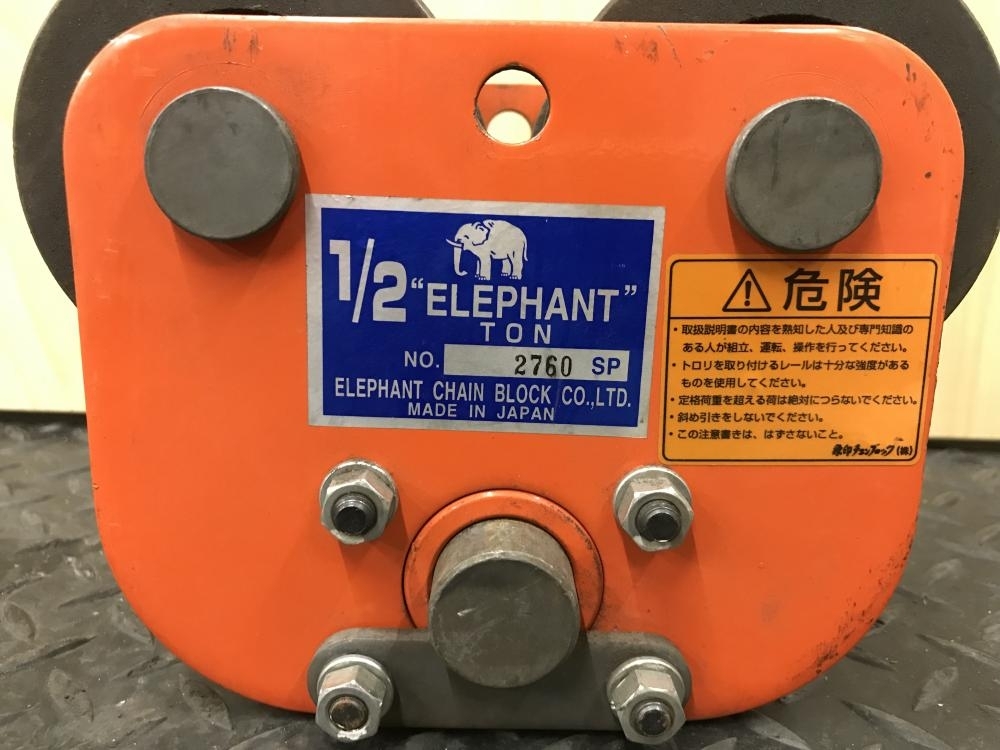 1/2 "ELEPHANT"
TON
NO. 2760 SP
ELEPHANT CHAIN BLOCK CO.,LTD.
MADE IN JAPAN
危険
・取扱説明書の内容を熟知した人及び専門知識の
ある人が組立、運転、操作を行ってください。
・トロリを取り付けるレールは十分な強度がある
ものを使用してください。
・定格荷重を超える荷は絶対につらないでください。
・斜め引きをしないでください。
・この注意書きは、はずさないこと。
象印チェンブロック(株)